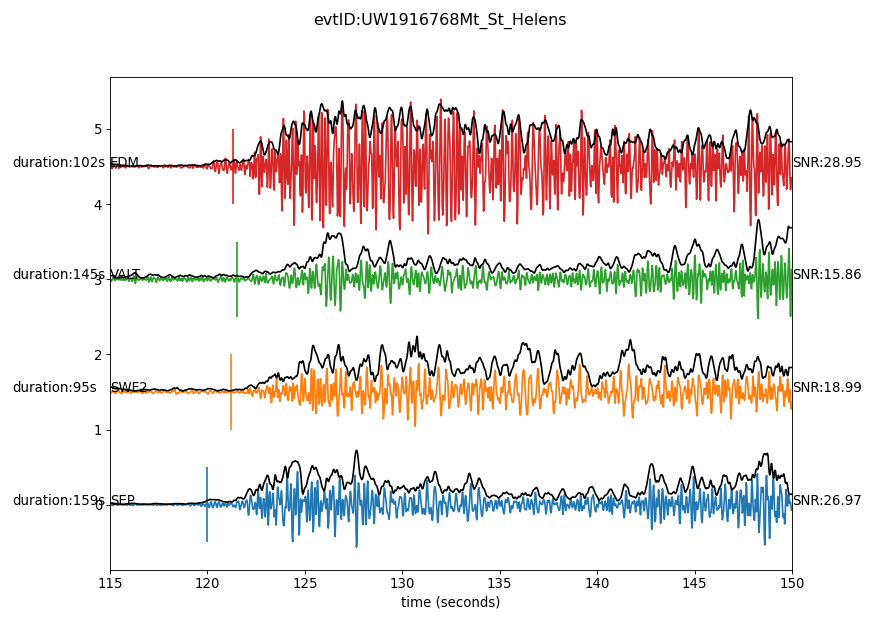 evtID:UW1916768Mt_St_Helens
5
duration:102s EDM SNR:28.95
4
duration:145s VALT SNR:15.86
3
2
duration:95s SWF2 SNR:18.99
1
duration:159s SEP SNR:26.97
0
115 120 125 130 135 140 145 150
time (seconds)